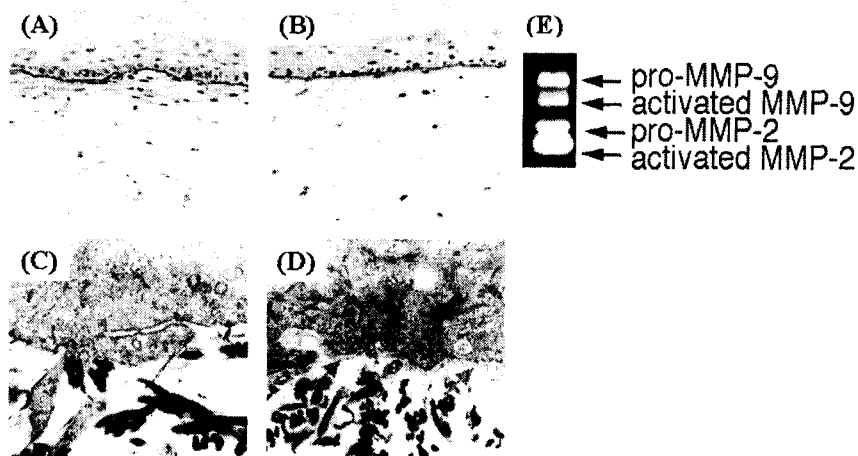 (A)
(B)
(E)
pro-MMP-9
activated MMP-9
pro-MMP-2
activated MMP-2
(C)
(D)